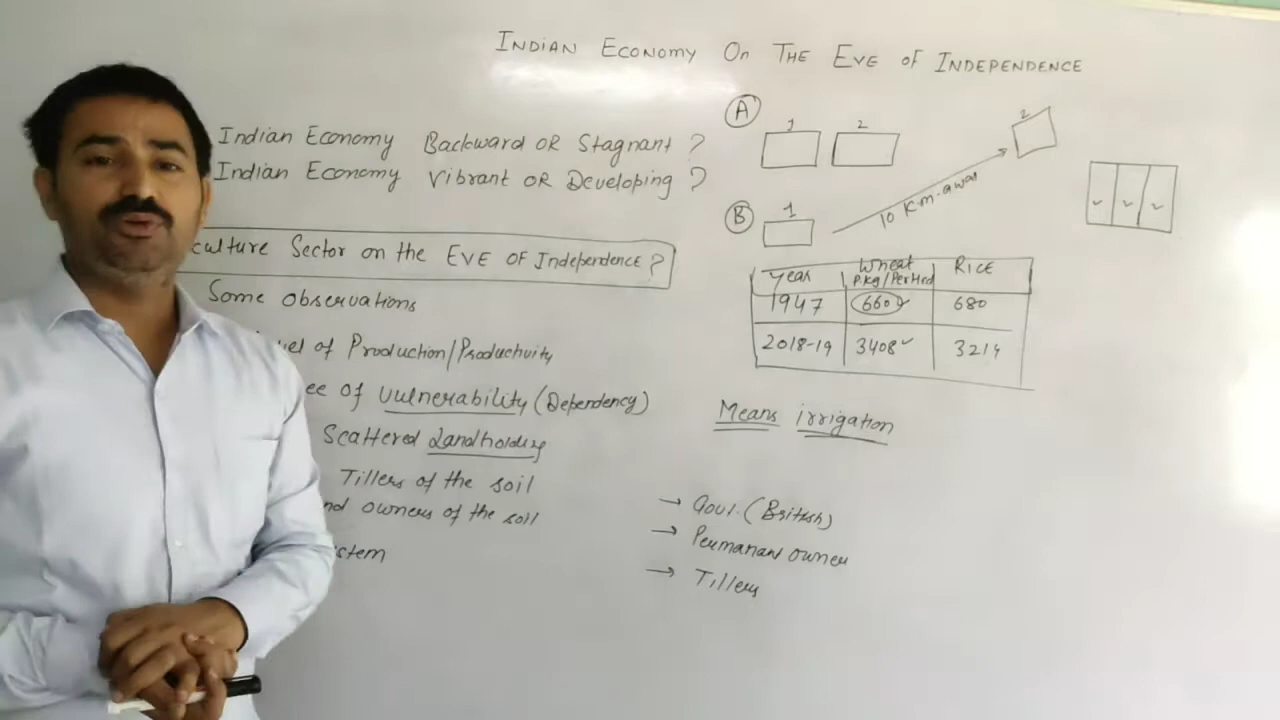 INDIAN ECONOMY ON THE EVE OF INDEPENDENCE
Indian Economy Backward OR Stagnant ?
Indian Economy Vibrant OR Developing ?
culture Sector on the EVE OF Independence ?
Some Observations
vel of Production/Productivity
ee of Vulnerability (Dependency)
Scattered Landholding
Tillers of the soil
nd owners of the soil
stem
A
1 2
B
1
10 K.m. away
2
Year Wheat P.kg/Per Hec Rice
1947 660 680
2018-19 3408 3214
Means irrigation
→ Govt. (British)
→ Permanant owner
→ Tillers